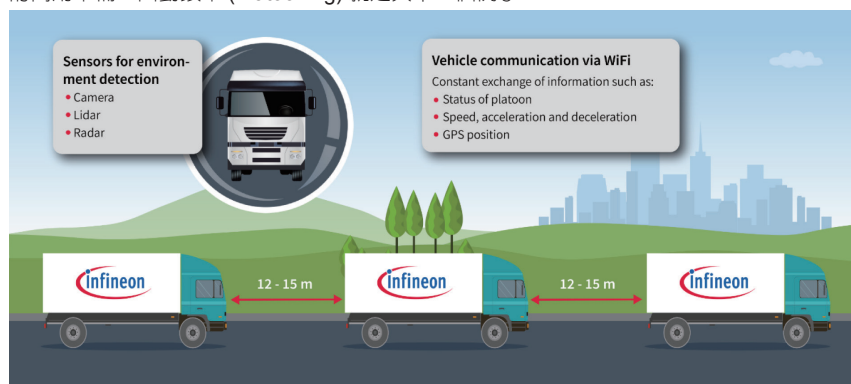 Sensors for environ-
ment detection
• Camera
• Lidar
• Radar
Vehicle communication via WiFi
Constant exchange of information such as:
• Status of platoon
• Speed, acceleration and deceleration
• GPS position
infineon
12 - 15 m
infineon
12 - 15 m
infineon